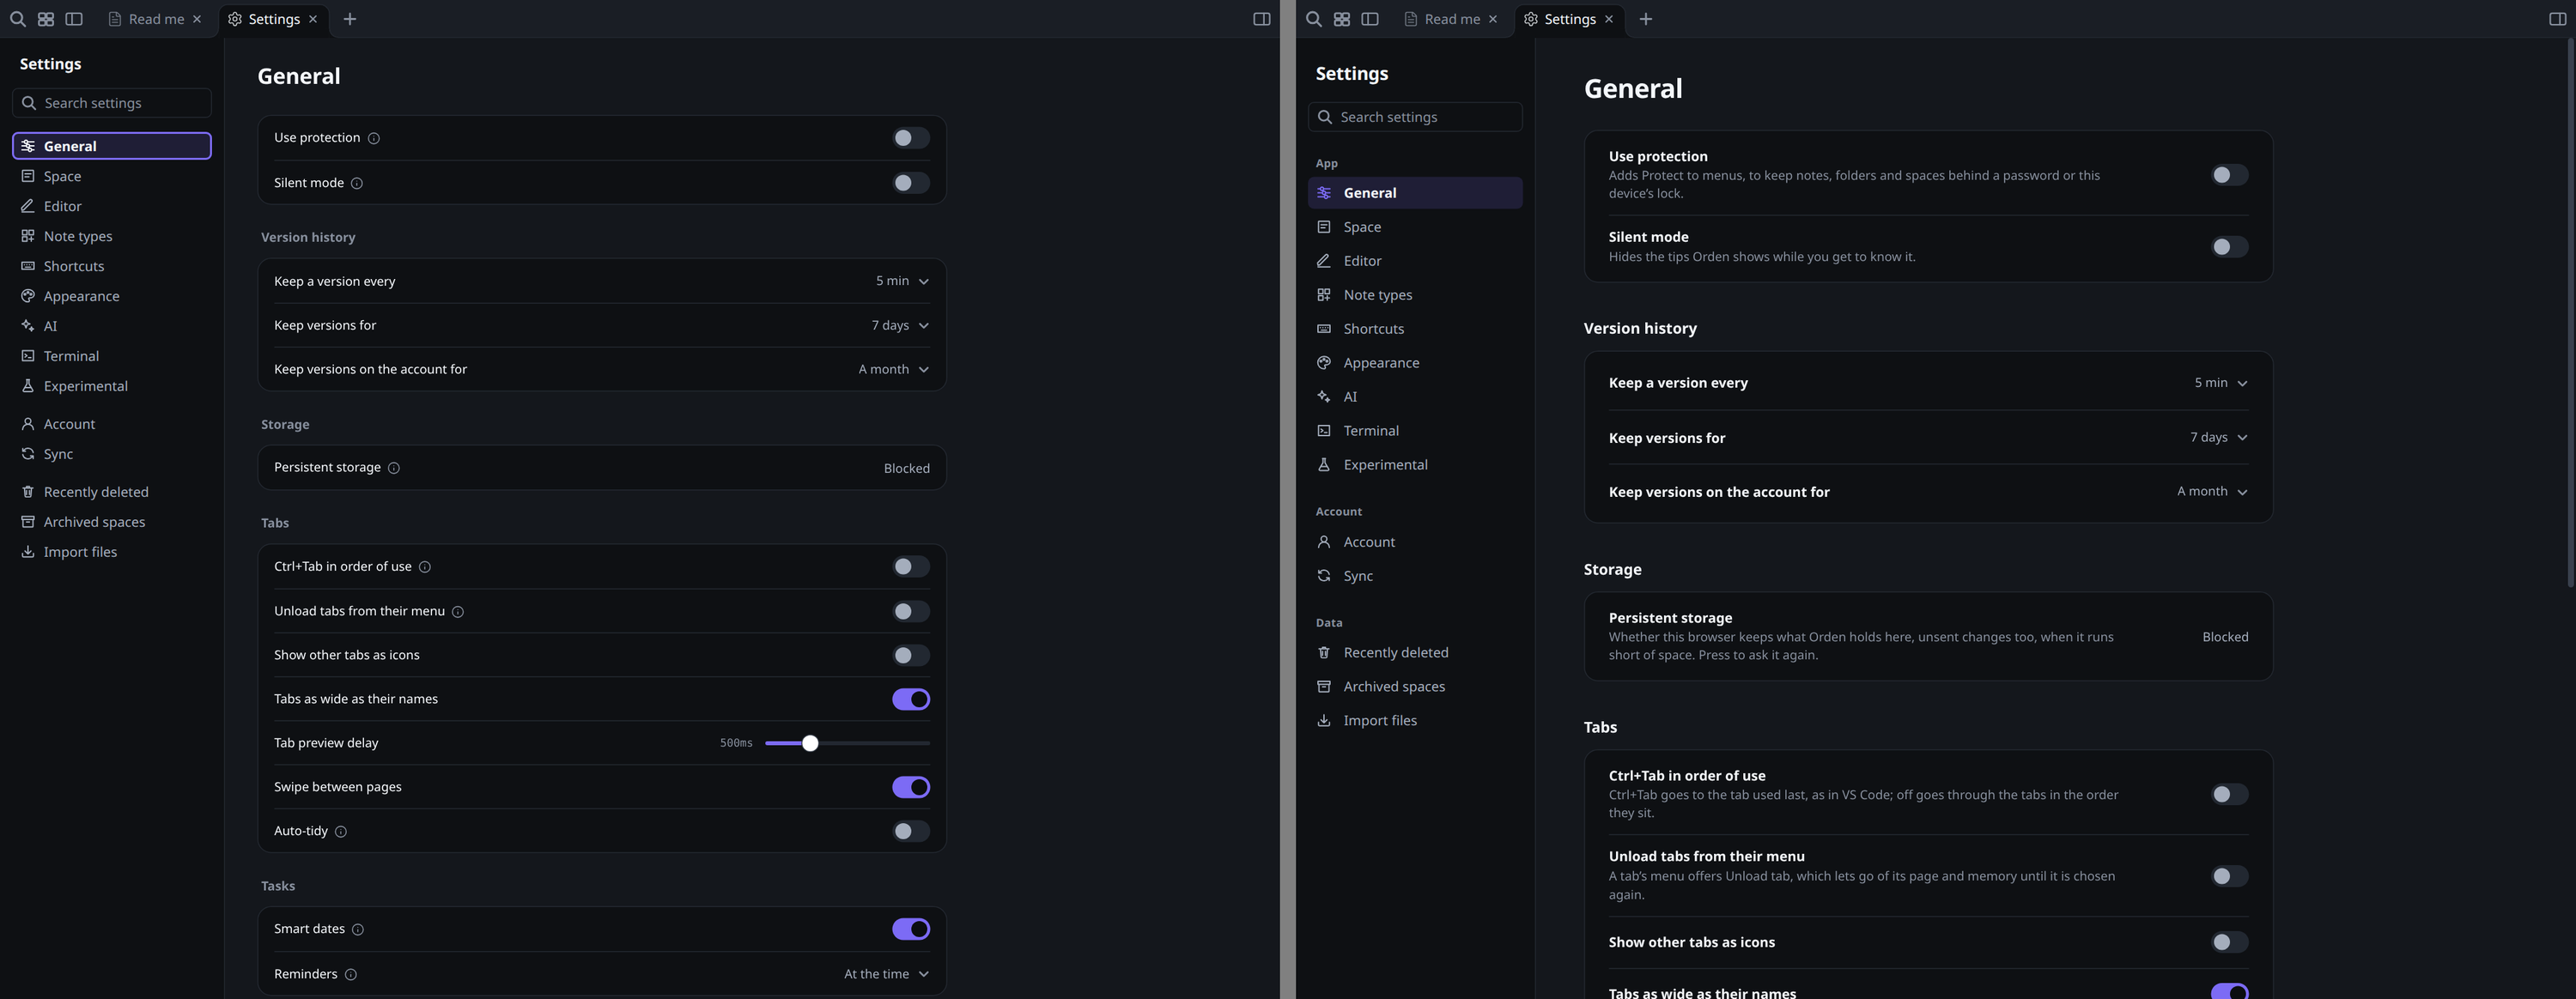 Read me
Settings
Settings
Search settings
General
Space
Editor
Note types
Shortcuts
Appearance
AI
Terminal
Experimental
Account
Sync
Recently deleted
Archived spaces
Import files
General
Use protection
Silent mode
Version history
Keep a version every 5 min
Keep versions for 7 days
Keep versions on the account for A month
Storage
Persistent storage Blocked
Tabs
Ctrl+Tab in order of use
Unload tabs from their menu
Show other tabs as icons
Tabs as wide as their names
Tab preview delay 500ms
Swipe between pages
Auto-tidy
Tasks
Smart dates
Reminders At the time
Read me
Settings
Settings
Search settings
App
General
Space
Editor
Note types
Shortcuts
Appearance
AI
Terminal
Experimental
Account
Account
Sync
Data
Recently deleted
Archived spaces
Import files
General
Use protection
Adds Protect to menus, to keep notes, folders and spaces behind a password or this
device's lock.
Silent mode
Hides the tips Orden shows while you get to know it.
Version history
Keep a version every 5 min
Keep versions for 7 days
Keep versions on the account for A month
Storage
Persistent storage
Whether this browser keeps what Orden holds here, unsent changes too, when it runs
short of space. Press to ask it again.
Blocked
Tabs
Ctrl+Tab in order of use
Ctrl+Tab goes to the tab used last, as in VS Code; off goes through the tabs in the order
they sit.
Unload tabs from their menu
A tab's menu offers Unload tab, which lets go of its page and memory until it is chosen
again.
Show other tabs as icons
Tabs as wide as their names